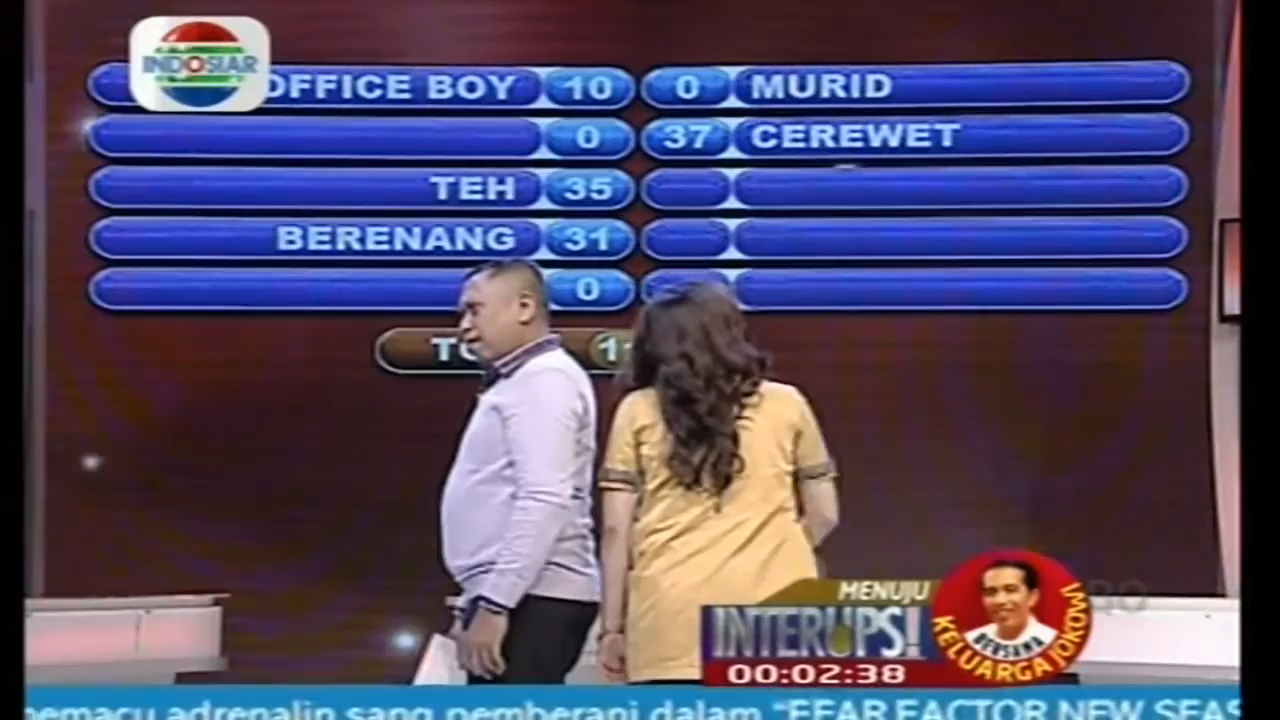 INDOSIAR
OFFICE BOY 10 0 MURID
0 37 CEREWET
TEH 35
BERENANG 31
0
MENUJU
INTERUPS!
00:02:38
BERSAMA
KELUARGA JOKOWI
memacu adrenalin sang pemberani dalam "FEAR FACTOR NEW SEAS